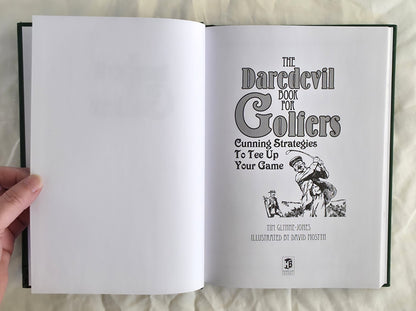 THE
Daredevil
BOOK
FOR
Golfers
Cunning Strategies
To Tee Up
Your Game
TIM GLYNNE-JONES
ILLUSTRATED BY DAVID MOSTYN